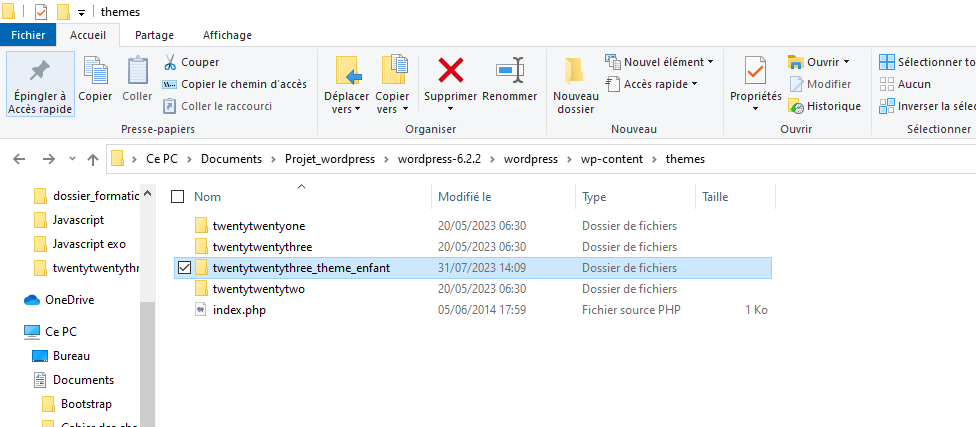 themes
Fichier Accueil Partage Affichage
Épingler à Accès rapide
Copier
Coller
Couper
Copier le chemin d'accès
Coller le raccourci
Presse-papiers
Déplacer vers
Copier vers
Supprimer
Renommer
Organiser
Nouveau dossier
Nouvel élément
Accès rapide
Nouveau
Propriétés
Ouvrir
Modifier
Historique
Ouvrir
Sélectionner to
Aucun
Inverser la sélec
Sélectionner
Ce PC > Documents > Projet_wordpress > wordpress-6.2.2 > wordpress > wp-content > themes
dossier_formatic
Javascript
Javascript exo
twentytwentythr
OneDrive
Ce PC
Bureau
Documents
Bootstrap
Nom Modifié le Type Taille
twentytwentyone 20/05/2023 06:30 Dossier de fichiers
twentytwentythree 20/05/2023 06:30 Dossier de fichiers
twentytwentythree_theme_enfant 31/07/2023 14:09 Dossier de fichiers
twentytwentytwo 20/05/2023 06:30 Dossier de fichiers
index.php 05/06/2014 17:59 Fichier source PHP 1 Ko